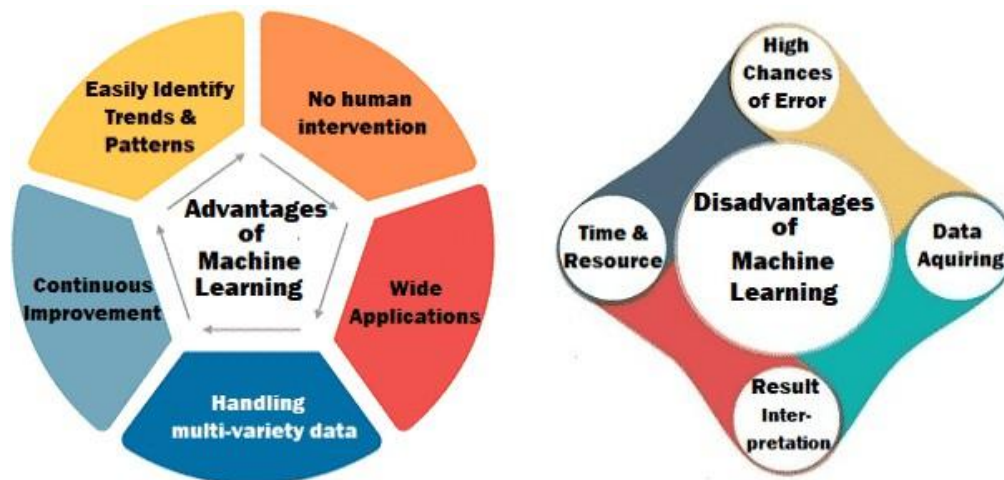 Easily Identify
Trends &
Patterns
No human
intervention
Wide
Applications
Handling
multi-variety data
Continuous
Improvement
Advantages
of
Machine
Learning
High
Chances
of Error
Data
Aquiring
Result
Inter-
pretation
Time &
Resource
Disadvantages
of
Machine
Learning